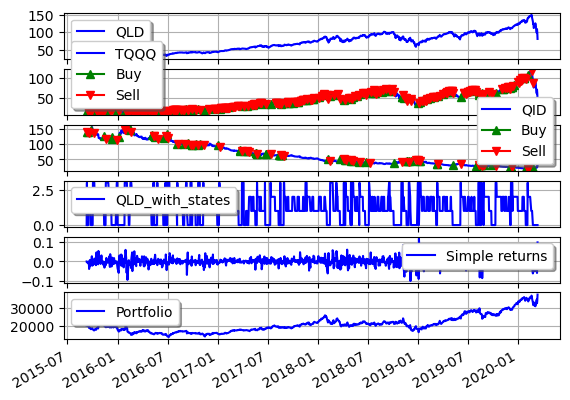 150
100
50
QLD
TQQQ
Buy
Sell
100
50
QID
Buy
Sell
150
100
50
2.5
0.0
QLD_with_states
0.1
0.0
−0.1
Simple returns
30000
20000
Portfolio
2015-07
2016-01
2016-07
2017-01
2017-07
2018-01
2018-07
2019-01
2019-07
2020-01